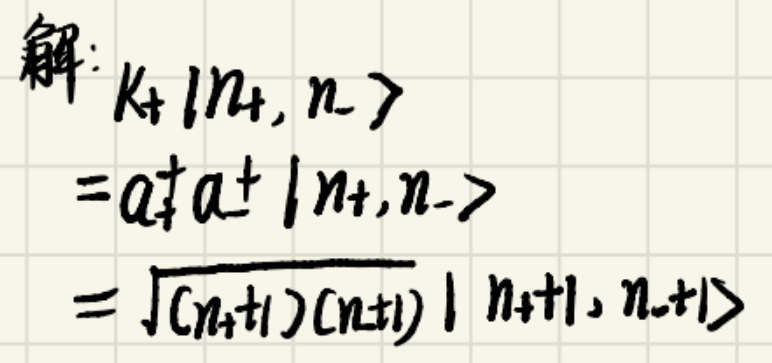 解:
K₊|n₊, n₋⟩
=a₊†a₋†|n₊,n₋⟩
=√((n₊+1)(n₋+1))|n₊+1, n₋+1⟩